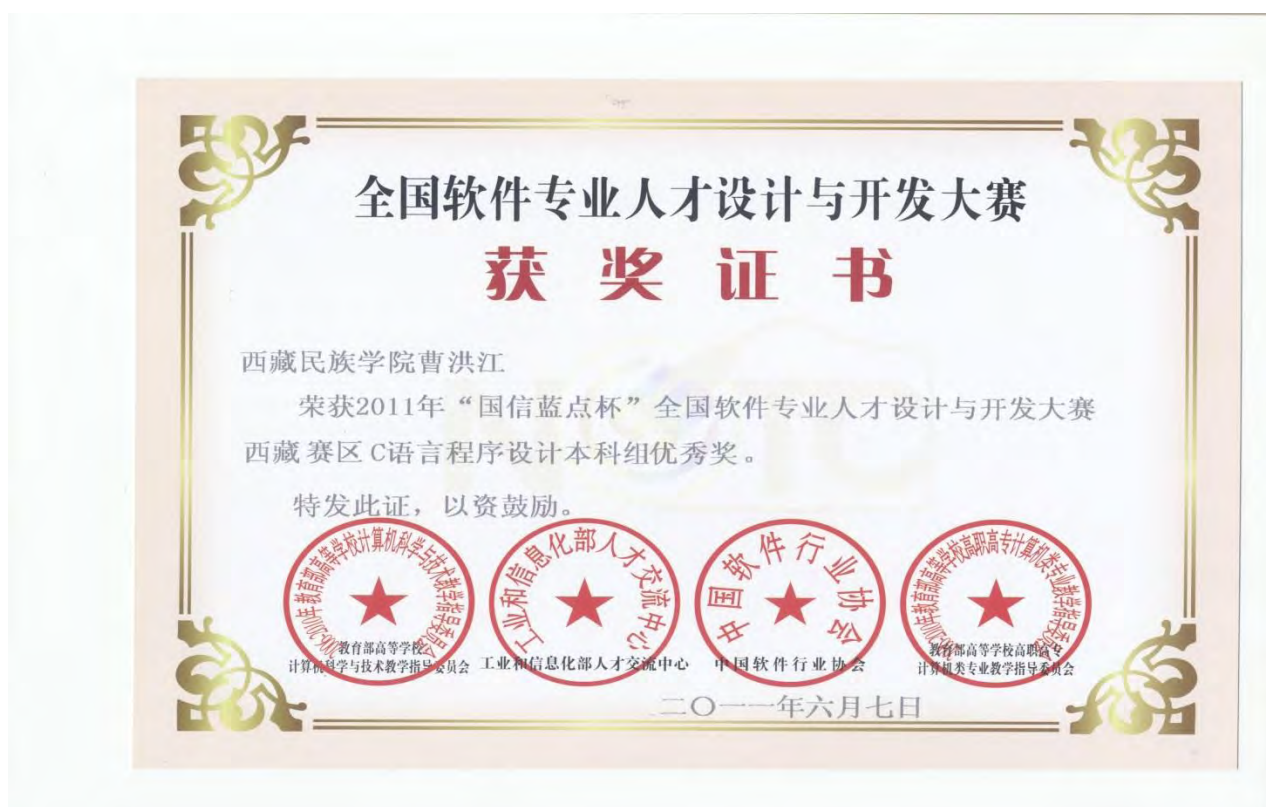 全国软件专业人才设计与开发大赛
获奖证书
西藏民族学院曹洪江
荣获2011年“国信蓝点杯”全国软件专业人才设计与开发大赛
西藏 赛区 C语言程序设计本科组优秀奖。
特发此证，以资鼓励。
工业和信息化部人才交流中心
中国软件行业协会
教育部高等学校
计算机科学与技术教学指导委员会
工业和信息化部人才交流中心
中国软件行业协会
教育部高等学校高职高专
计算机类专业教学指导委员会
二〇一一年六月七日